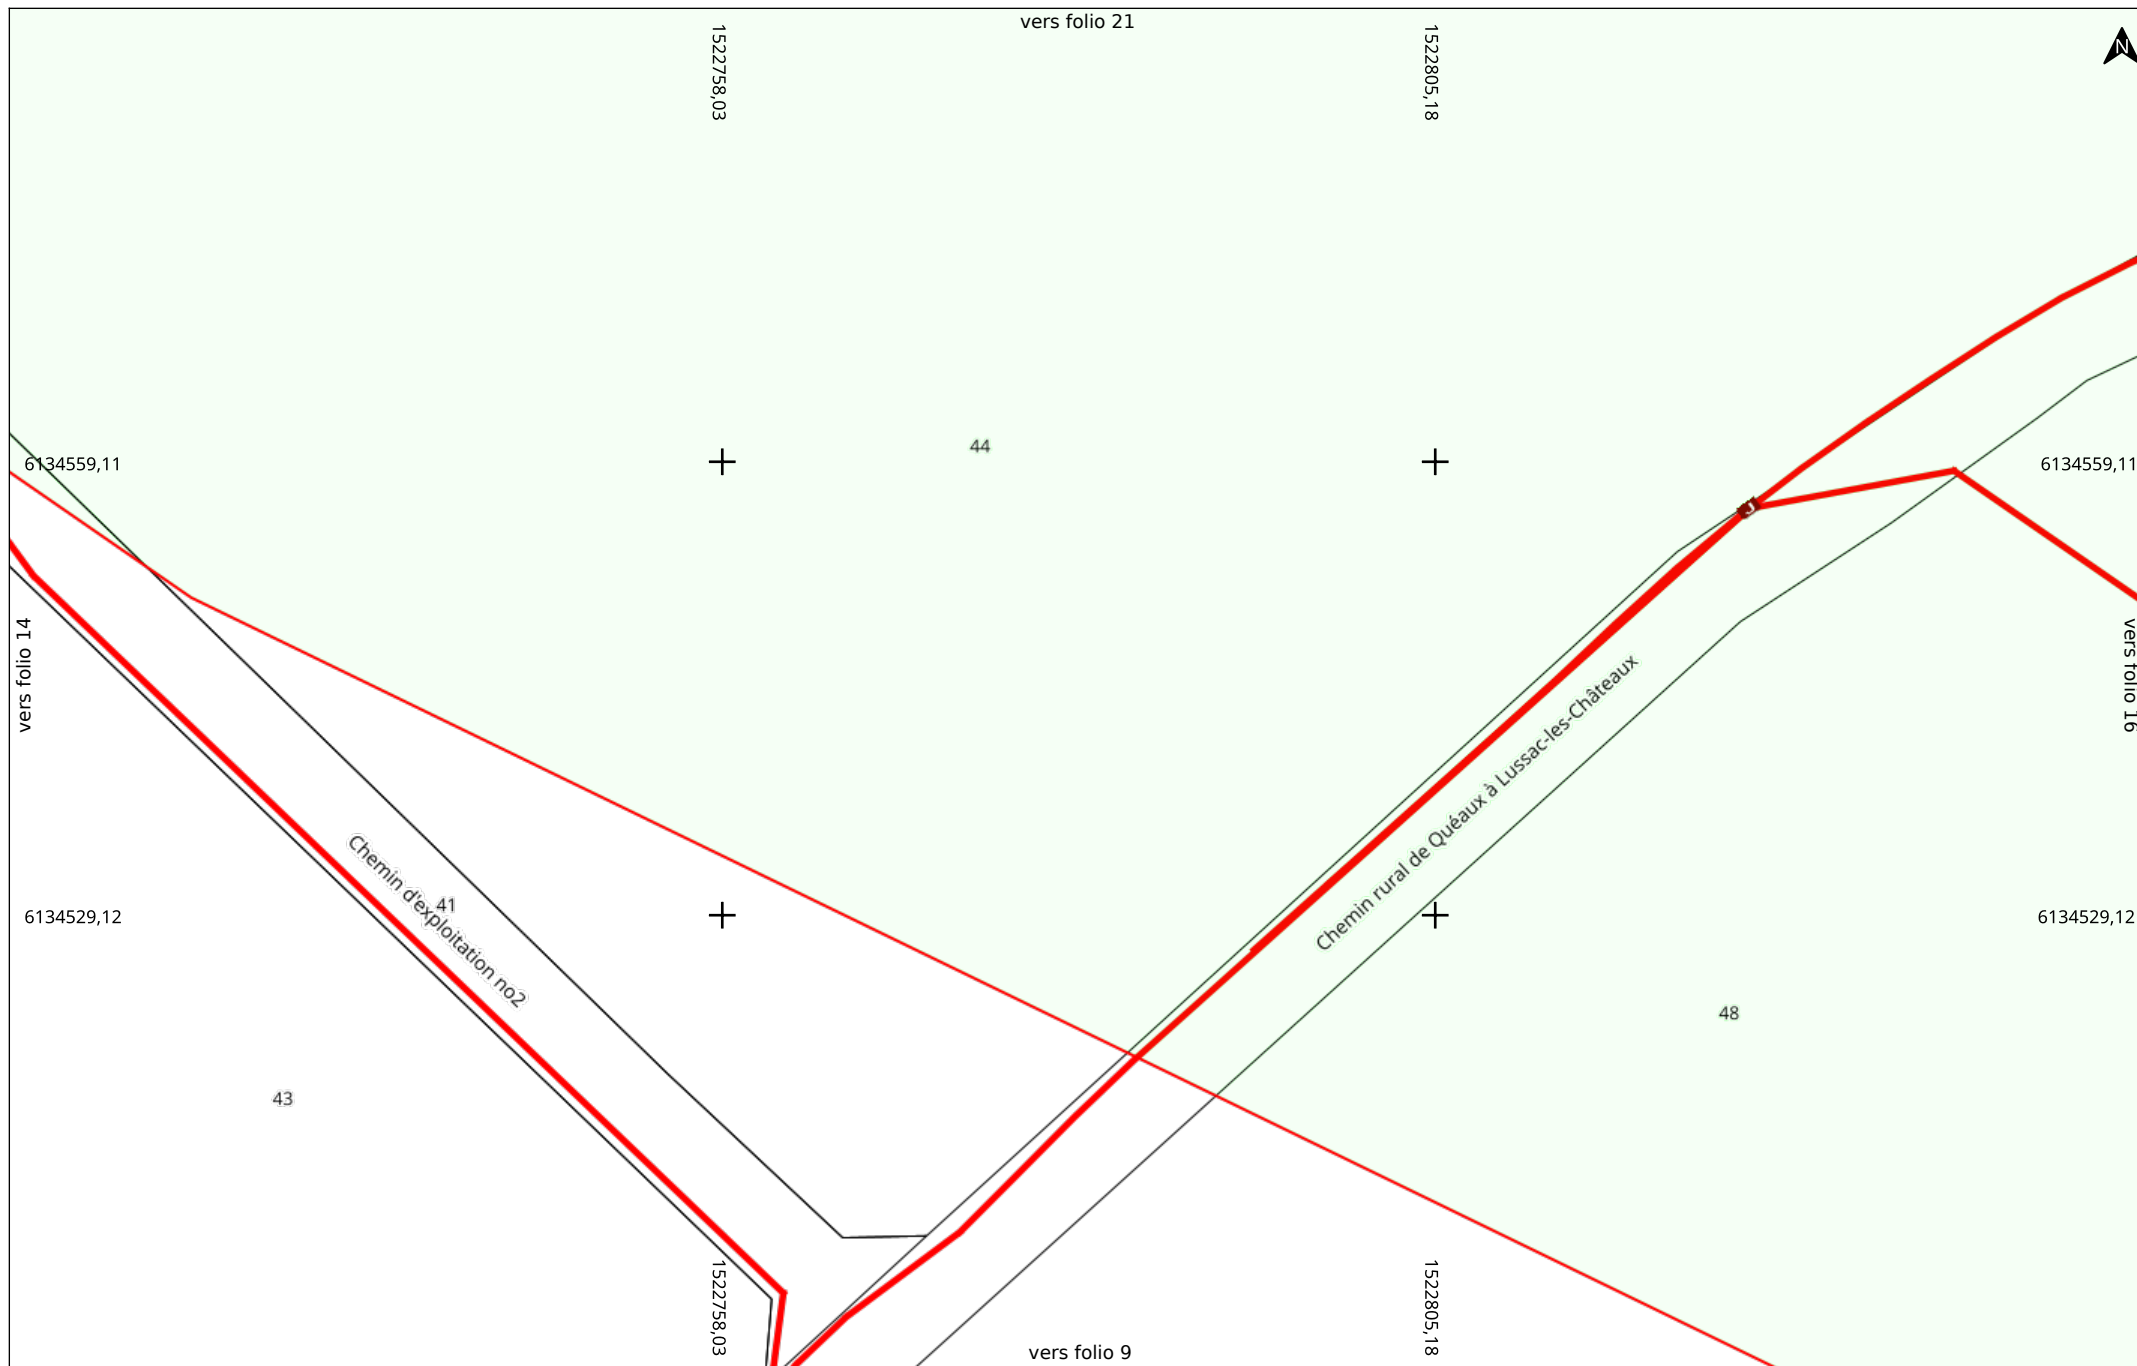 vers folio 21
1522758,03
1522805,18
N
44
6134559,11
6134559,11
J
vers folio 14
vers folio 16
Chemin rural de Quéaux à Lussac-les-Châteaux
Chemin d'exploitation no2
41
6134529,12
6134529,12
48
43
1522758,03
1522805,18
vers folio 9